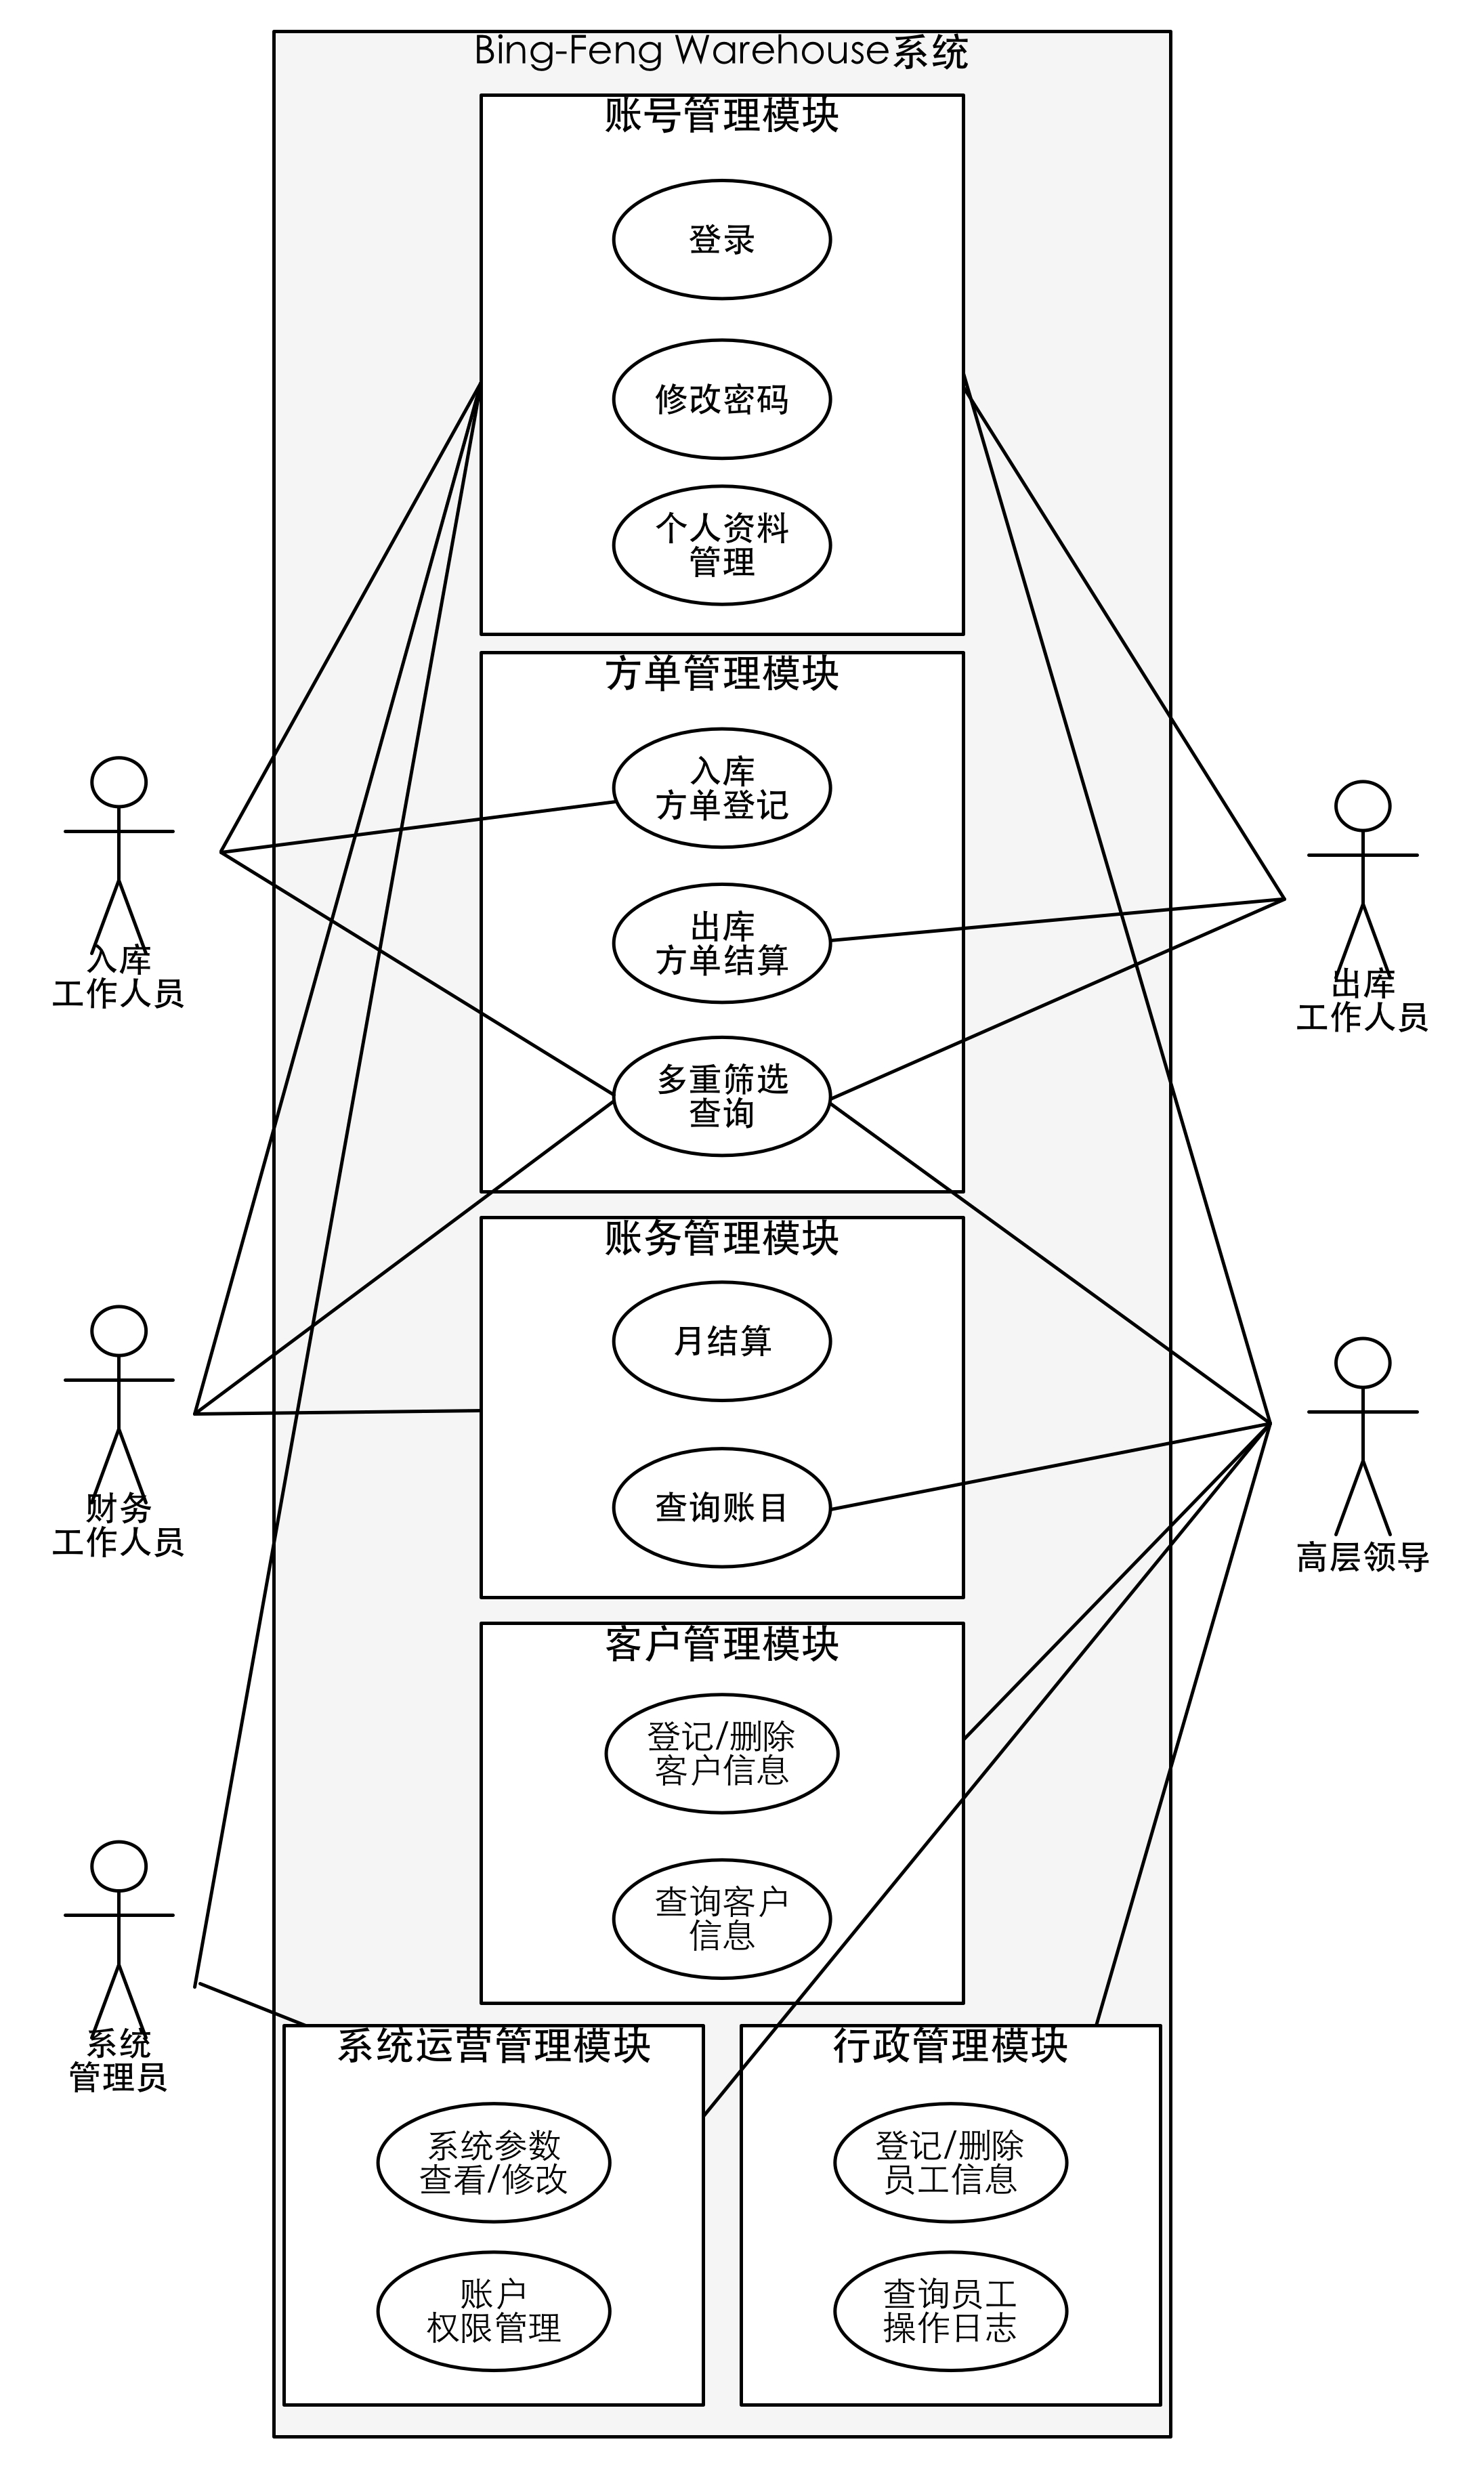 Bing-Feng Warehouse系统
账号管理模块
登录
修改密码
个人资料
管理
方单管理模块
入库
方单登记
出库
方单结算
多重筛选
查询
入库
工作人员
出库
工作人员
账务管理模块
月结算
查询账目
财务
工作人员
高层领导
客户管理模块
登记/删除
客户信息
查询客户
信息
系统
管理员
系统运营管理模块
系统参数
查看/修改
账户
权限管理
行政管理模块
登记/删除
员工信息
查询员工
操作日志